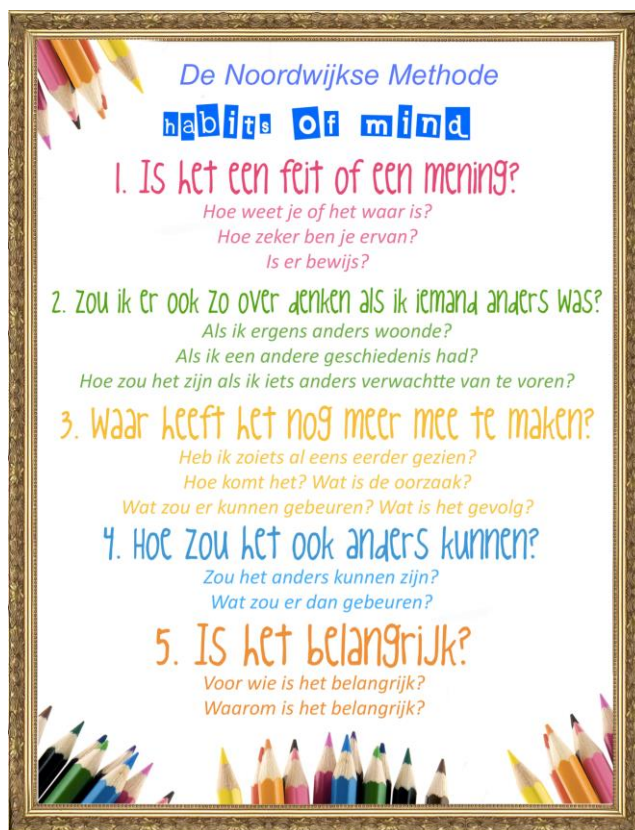 De Noordwijkse Methode
habits of mind
1. Is het een feit of een mening?
Hoe weet je of het waar is?
Hoe zeker ben je ervan?
Is er bewijs?
2. Zou ik er ook zo over denken als ik iemand anders was?
Als ik ergens anders woonde?
Als ik een andere geschiedenis had?
Hoe zou het zijn als ik iets anders verwachtte van te voren?
3. Waar heeft het nog meer mee te maken?
Heb ik zoiets al eens eerder gezien?
Hoe komt het? Wat is de oorzaak?
Wat zou er kunnen gebeuren? Wat is het gevolg?
4. Hoe zou het ook anders kunnen?
Zou het anders kunnen zijn?
Wat zou er dan gebeuren?
5. Is het belangrijk?
Voor wie is het belangrijk?
Waarom is het belangrijk?